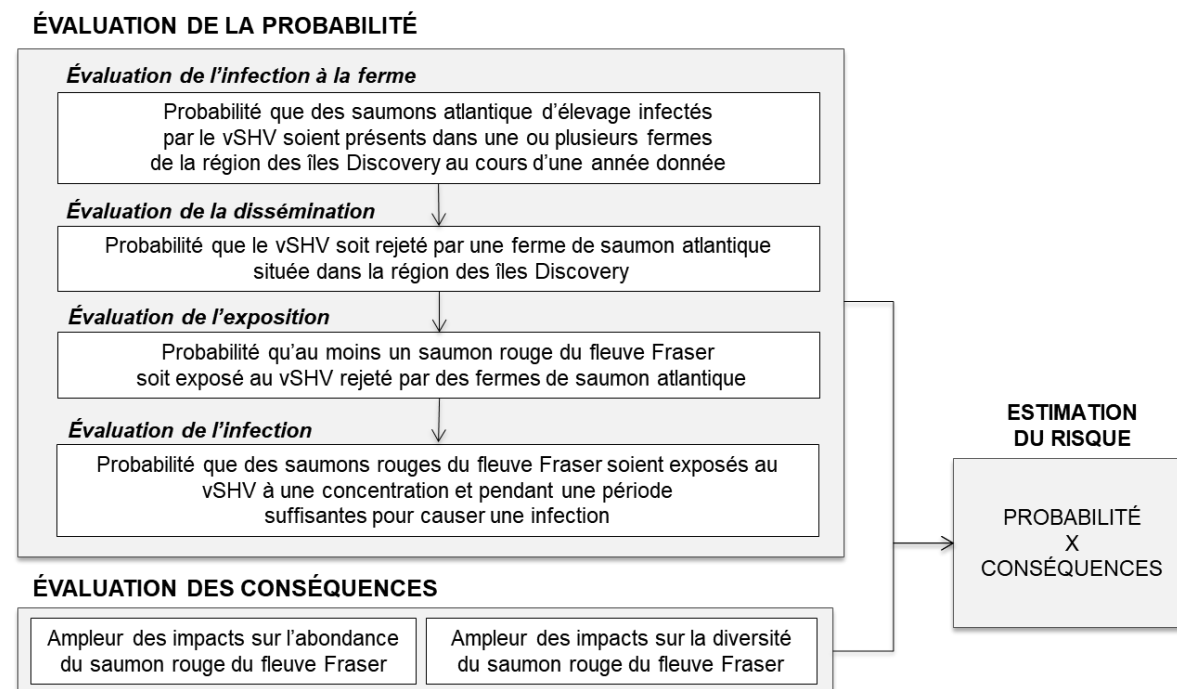 ÉVALUATION DE LA PROBABILITÉ
Évaluation de l'infection à la ferme
Probabilité que des saumons atlantique d'élevage infectés
par le vSHV soient présents dans une ou plusieurs fermes
de la région des îles Discovery au cours d'une année donnée
Évaluation de la dissémination
Probabilité que le vSHV soit rejeté par une ferme de saumon atlantique
située dans la région des îles Discovery
Évaluation de l'exposition
Probabilité qu'au moins un saumon rouge du fleuve Fraser
soit exposé au vSHV rejeté par des fermes de saumon atlantique
Évaluation de l'infection
Probabilité que des saumons rouges du fleuve Fraser soient exposés au
vSHV à une concentration et pendant une période
suffisantes pour causer une infection
ÉVALUATION DES CONSÉQUENCES
Ampleur des impacts sur l'abondance
du saumon rouge du fleuve Fraser
Ampleur des impacts sur la diversité
du saumon rouge du fleuve Fraser
ESTIMATION
DU RISQUE
PROBABILITÉ
X
CONSÉQUENCES